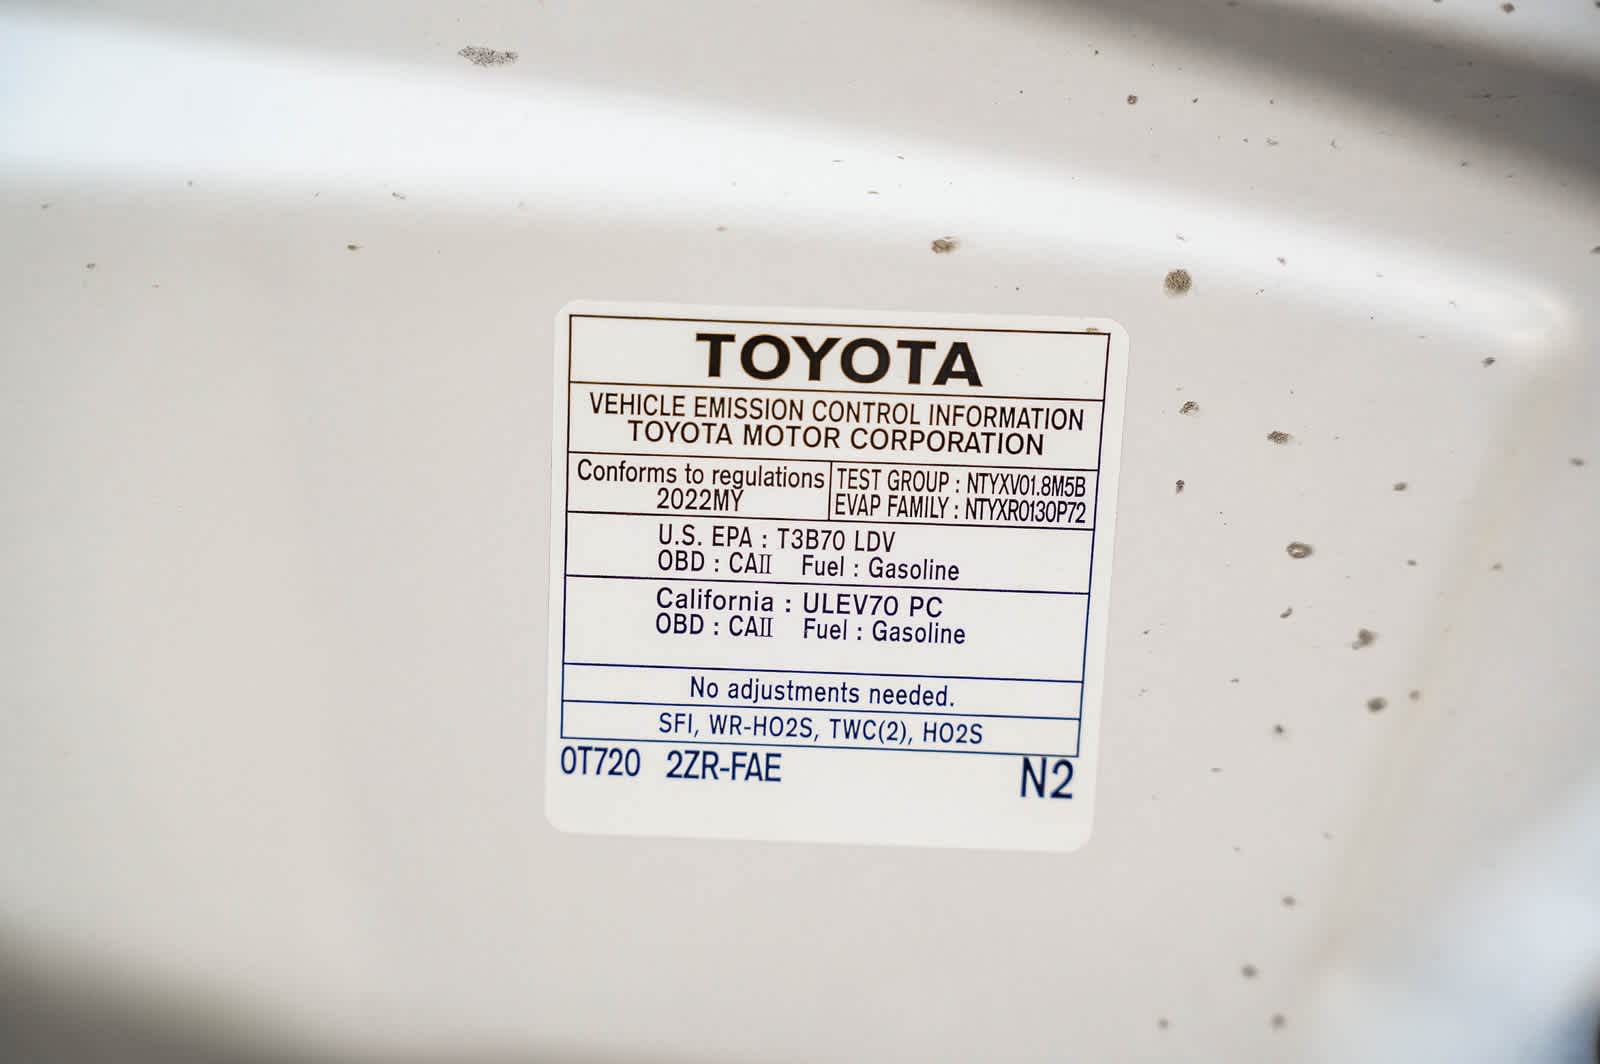 TOYOTA
VEHICLE EMISSION CONTROL INFORMATION
TOYOTA MOTOR CORPORATION
Conforms to regulations
2022MY
TEST GROUP : NTYXV01.8M5B
EVAP FAMILY : NTYXR0130P72
U.S. EPA : T3B70 LDV
OBD : CAII Fuel : Gasoline
California : ULEV70 PC
OBD : CAII Fuel : Gasoline
No adjustments needed.
SFI, WR-HO2S, TWC(2), HO2S
0T720 2ZR-FAE N2